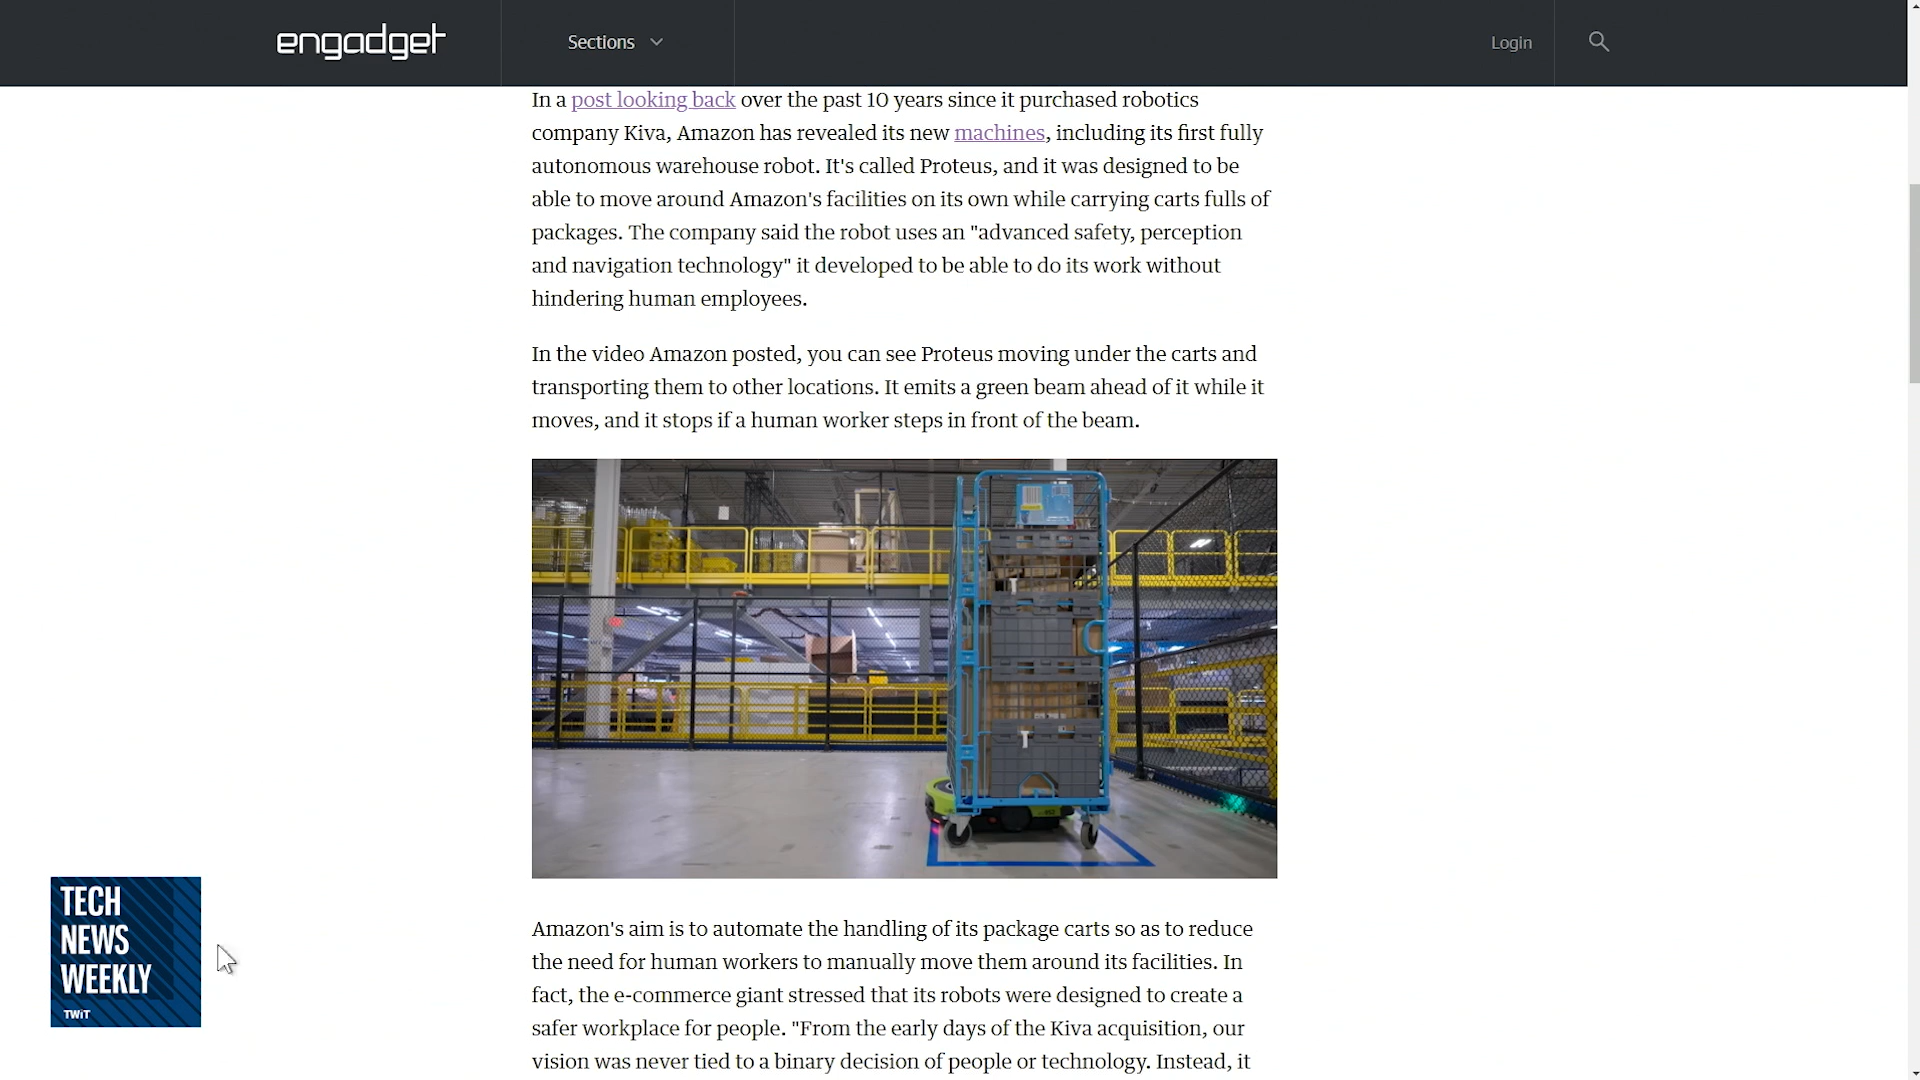 engadget
Sections
Login
In a post looking back over the past 10 years since it purchased robotics
company Kiva, Amazon has revealed its new machines, including its first fully
autonomous warehouse robot. It's called Proteus, and it was designed to be
able to move around Amazon's facilities on its own while carrying carts fulls of
packages. The company said the robot uses an "advanced safety, perception
and navigation technology" it developed to be able to do its work without
hindering human employees.
In the video Amazon posted, you can see Proteus moving under the carts and
transporting them to other locations. It emits a green beam ahead of it while it
moves, and it stops if a human worker steps in front of the beam.
TECH
NEWS
WEEKLY
TWiT
Amazon's aim is to automate the handling of its package carts so as to reduce
the need for human workers to manually move them around its facilities. In
fact, the e-commerce giant stressed that its robots were designed to create a
safer workplace for people. "From the early days of the Kiva acquisition, our
vision was never tied to a binary decision of people or technology. Instead, it